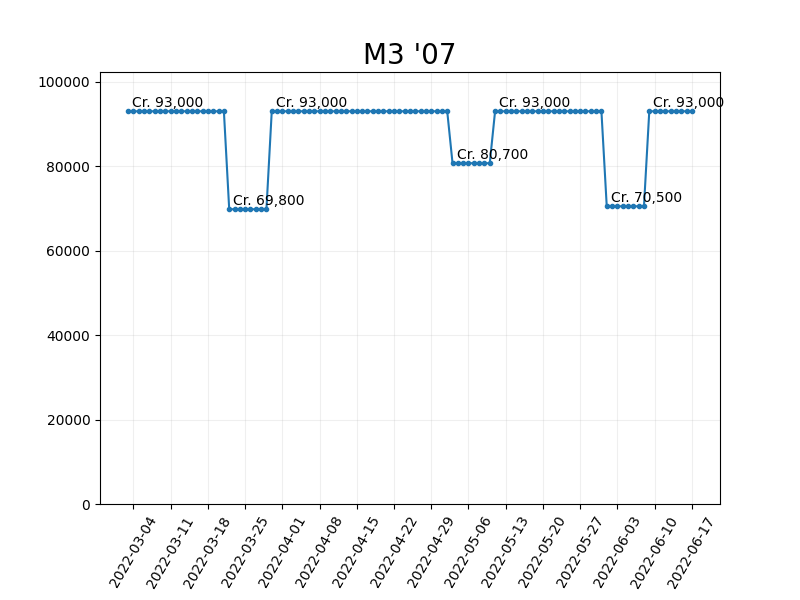 M3 '07
100000
80000
60000
40000
20000
0
Cr. 93,000
Cr. 69,800
Cr. 93,000
Cr. 80,700
Cr. 93,000
Cr. 70,500
Cr. 93,000
2022-03-04
2022-03-11
2022-03-18
2022-03-25
2022-04-01
2022-04-08
2022-04-15
2022-04-22
2022-04-29
2022-05-06
2022-05-13
2022-05-20
2022-05-27
2022-06-03
2022-06-10
2022-06-17